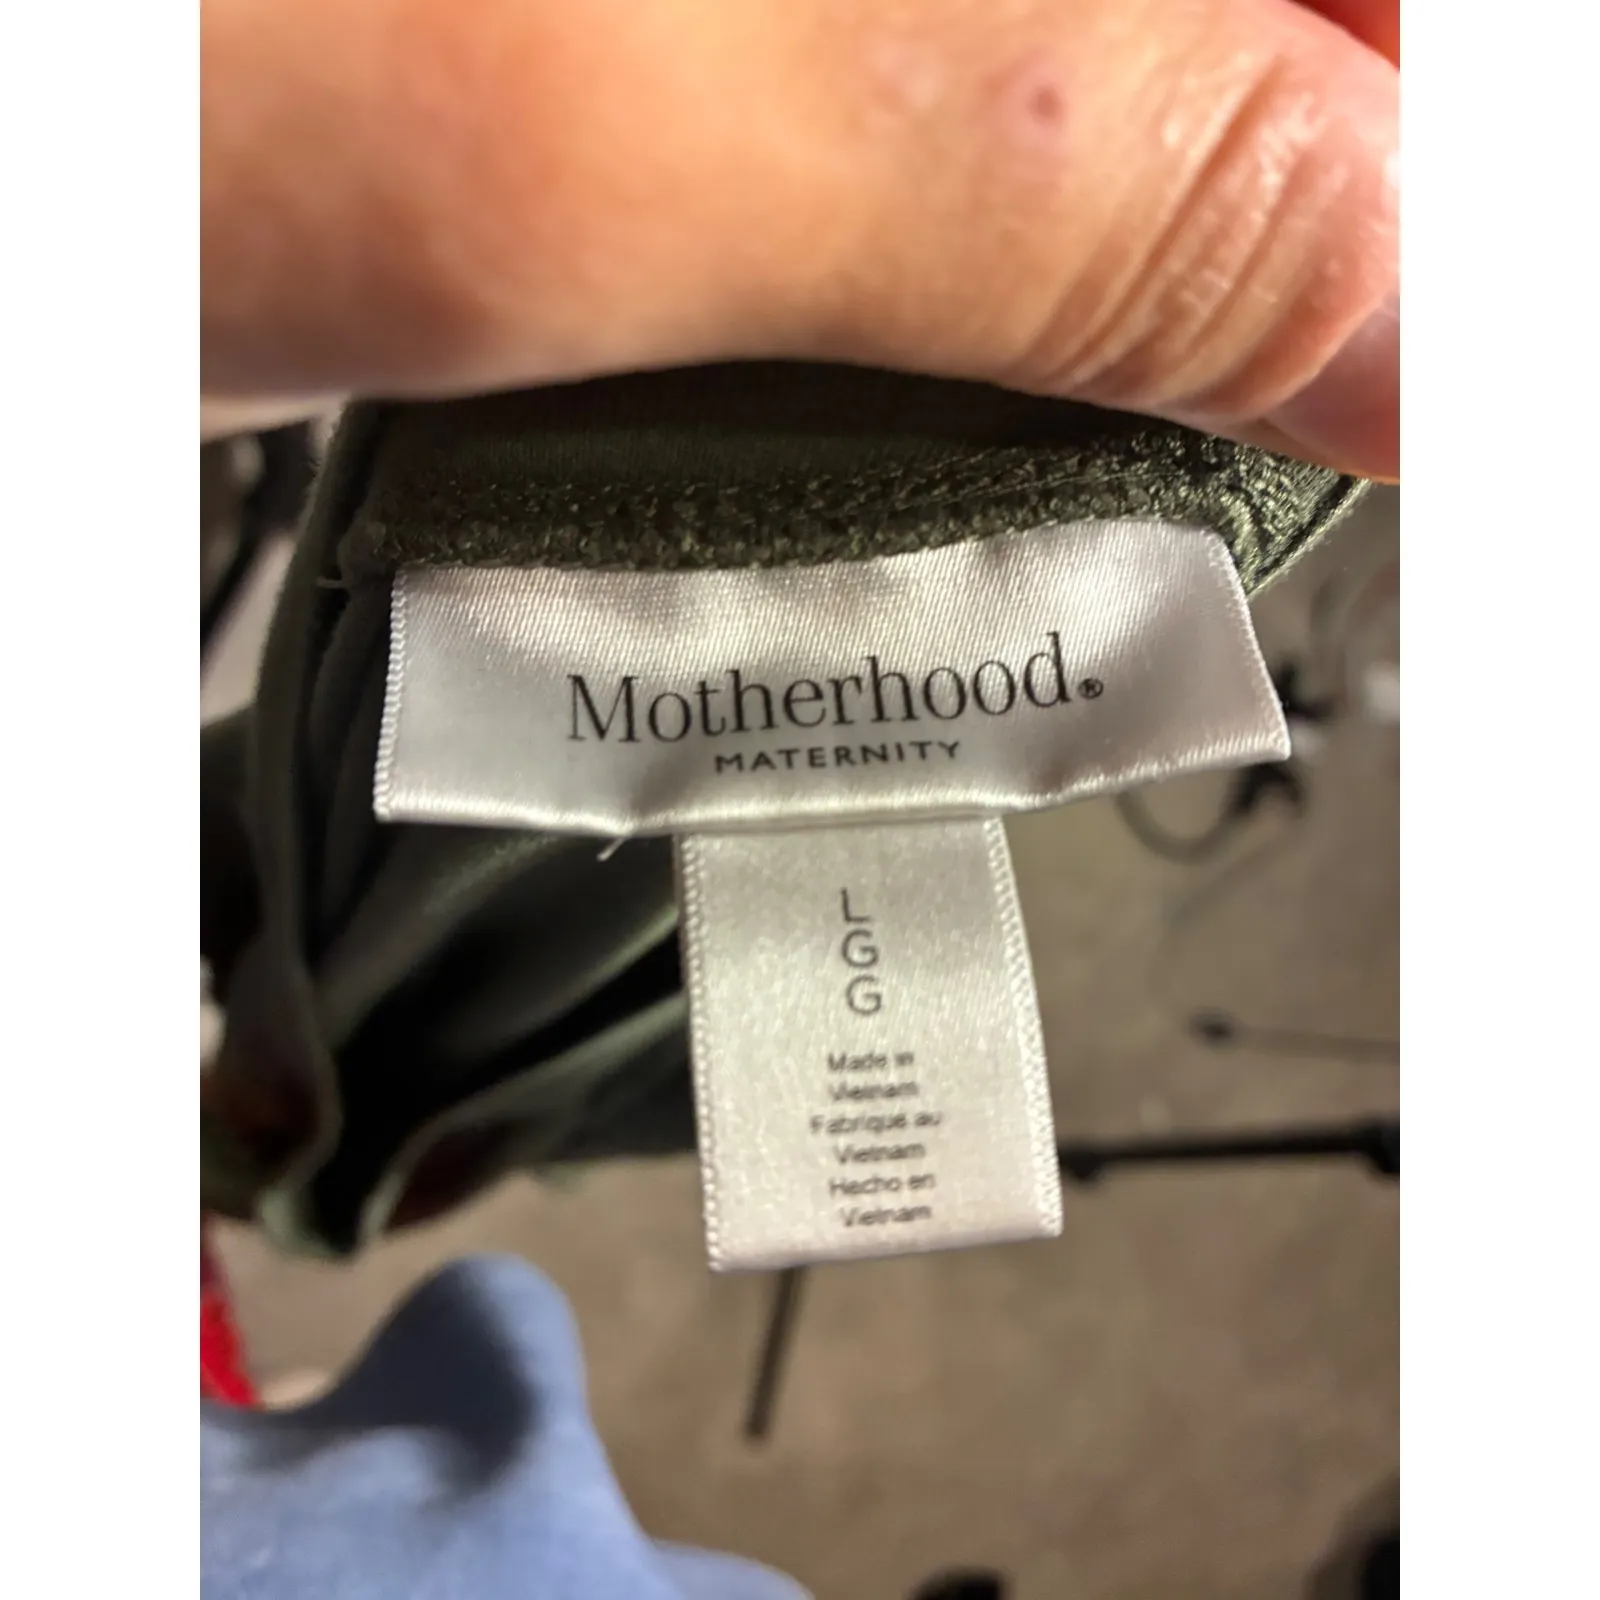 Motherhood®
MATERNITY
L
G
G
Made in
Vietnam
Fabriqué au
Vietnam
Hecho en
Vietnam